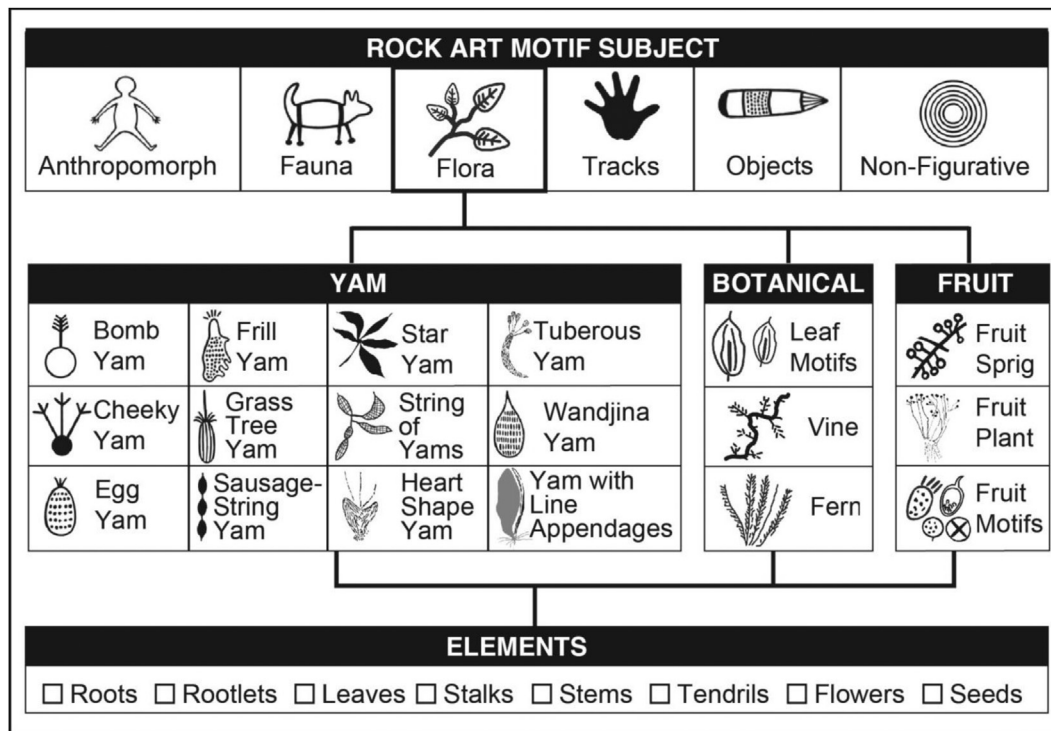 ROCK ART MOTIF SUBJECT
Anthropomorph
Fauna
Flora
Tracks
Objects
Non-Figurative
YAM
Bomb
Yam
Frill
Yam
Star
Yam
Tuberous
Yam
Cheeky
Yam
Grass
Tree
Yam
String
of
Yams
Wandjina
Yam
Egg
Yam
Sausage-
String
Yam
Heart
Shape
Yam
Yam with
Line
Appendages
BOTANICAL
Leaf
Motifs
Vine
Fern
FRUIT
Fruit
Sprig
Fruit
Plant
Fruit
Motifs
ELEMENTS
Roots
Rootlets
Leaves
Stalks
Stems
Tendrils
Flowers
Seeds